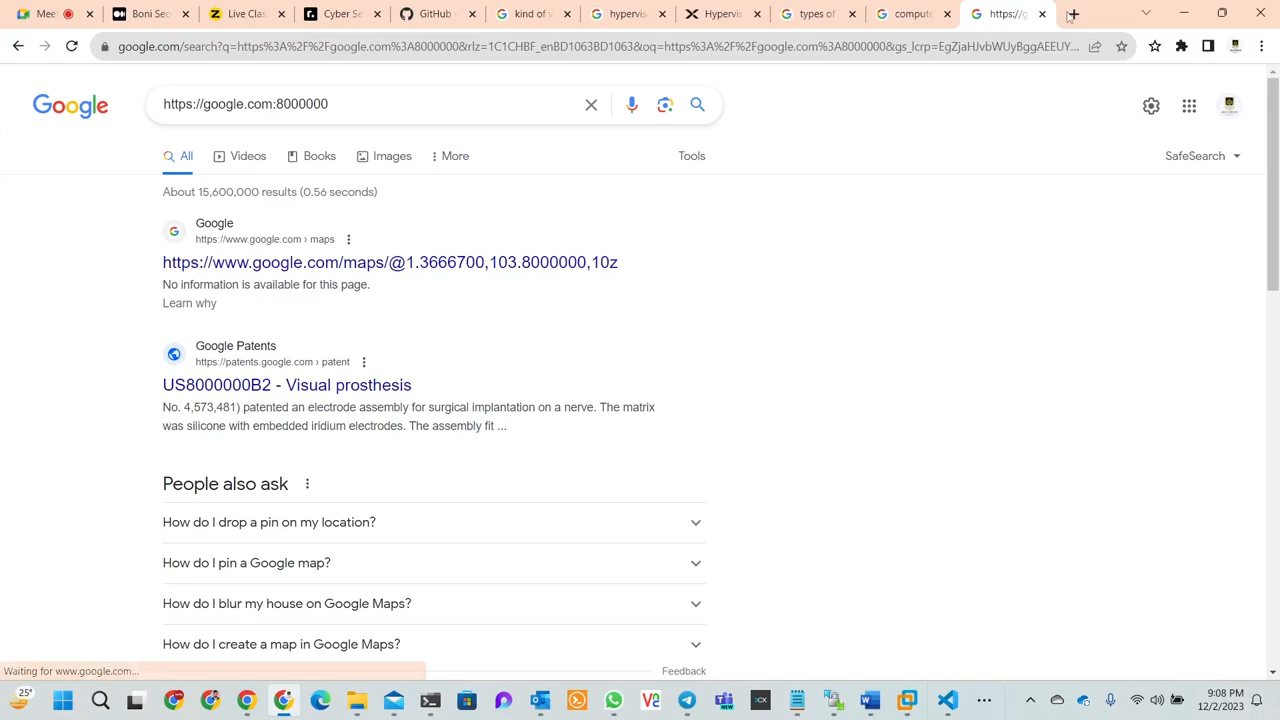 Meet
Boni Sec
Live Clas
Cyber Se
GitHub
kind of
hypervis
Hypervis
types of
compute
https://g
google.com/search?q=https%3A%2F%2Fgoogle.com%3A8000000&rlz=1C1YHBF_enBD1063BD1063&oq=https%3A%2F%2Fgoogle.com%3A8000000&gs_lcrp=EgZjaHJvbWUyBggAEEUY...
Google
https://google.com:8000000
All
Videos
Books
Images
More
Tools
SafeSearch
About 15,600,000 results (0.56 seconds)
Google
https://www.google.com › maps
https://www.google.com/maps/@1.3666700,103.8000000,10z
No information is available for this page.
Learn why
Google Patents
https://patents.google.com › patent
US8000000B2 - Visual prosthesis
No. 4,573,481) patented an electrode assembly for surgical implantation on a nerve. The matrix
was silicone with embedded iridium electrodes. The assembly fit ...
People also ask
How do I drop a pin on my location?
How do I pin a Google map?
How do I blur my house on Google Maps?
How do I create a map in Google Maps?
Feedback
Waiting for www.google.com...
25°
9:08 PM
12/2/2023